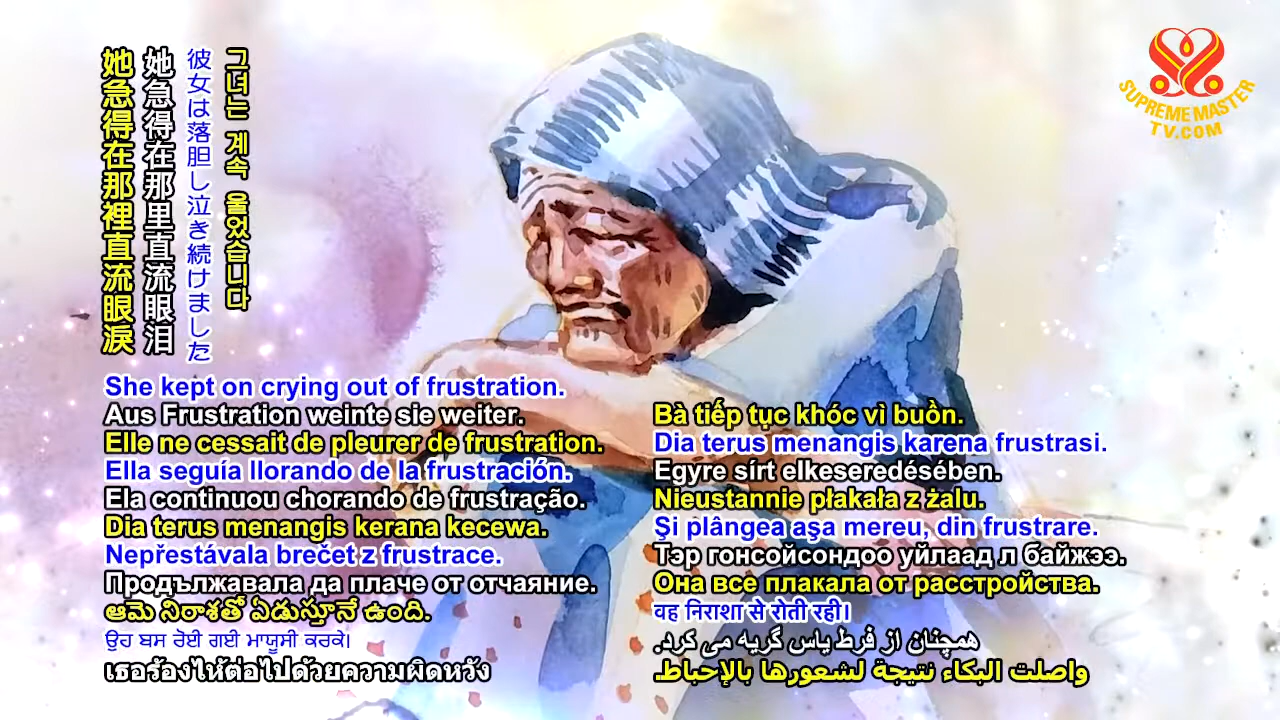 그녀는 계속 울었습니다
彼女は落胆し泣き続けました
她急得在那里直流眼泪
她急得在那裡直流眼淚
SUPREME MASTER
TV.COM
She kept on crying out of frustration.
Aus Frustration weinte sie weiter.
Elle ne cessait de pleurer de frustration.
Ella seguía llorando de la frustración.
Ela continuou chorando de frustração.
Dia terus menangis kerana kecewa.
Nepřestávala brečet z frustrace.
Продължавала да плаче от отчаяние.
ఆమె నిరాశతో ఏడుస్తూనే ఉంది.
ਉਹ ਬਸ ਰੋਈ ਗਈ ਮਾਯੂਸੀ ਕਰਕੇ।
เธอร้องไห้ต่อไปด้วยความผิดหวัง
Bà tiếp tục khóc vì buồn.
Dia terus menangis karena frustrasi.
Egyre sírt elkeseredésében.
Nieustannie płakała z żalu.
Şi plângea aşa mereu, din frustrare.
Тэр гонсойсондоо уйлаад л байжээ.
Она все плакала от расстройства.
वह निराशा से रोती रही।
همچنان از فرط یاس گریه می کرد.
واصلت البكاء نتيجة لشعورها بالإحباط.